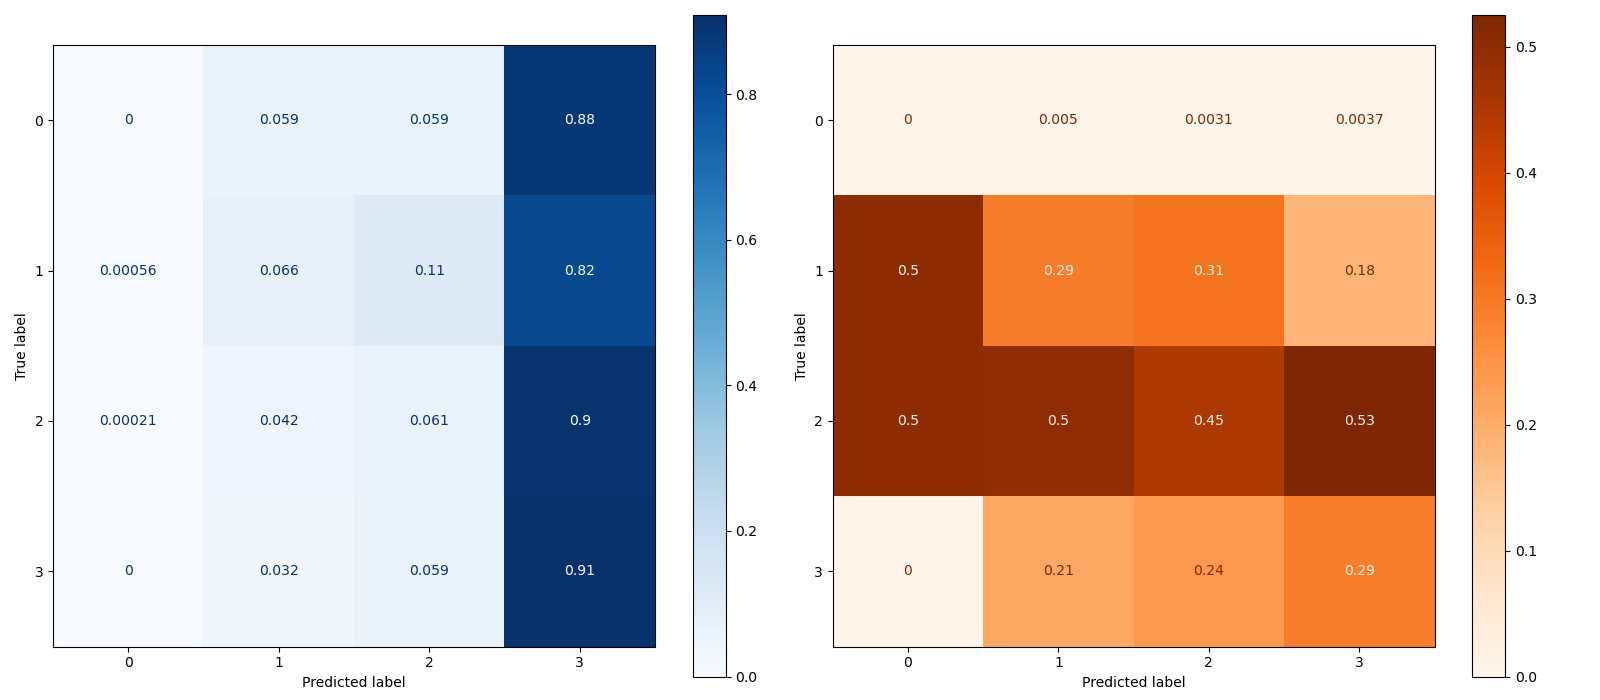 0 0 0.059 0.059 0.88
1 0.00056 0.066 0.11 0.82
2 0.00021 0.042 0.061 0.9
3 0 0.032 0.059 0.91
0 1 2 3
Predicted label
True label
0.8
0.6
0.4
0.2
0.0
0 0 0.005 0.0031 0.0037
1 0.5 0.29 0.31 0.18
2 0.5 0.5 0.45 0.53
3 0 0.21 0.24 0.29
0 1 2 3
Predicted label
True label
0.5
0.4
0.3
0.2
0.1
0.0